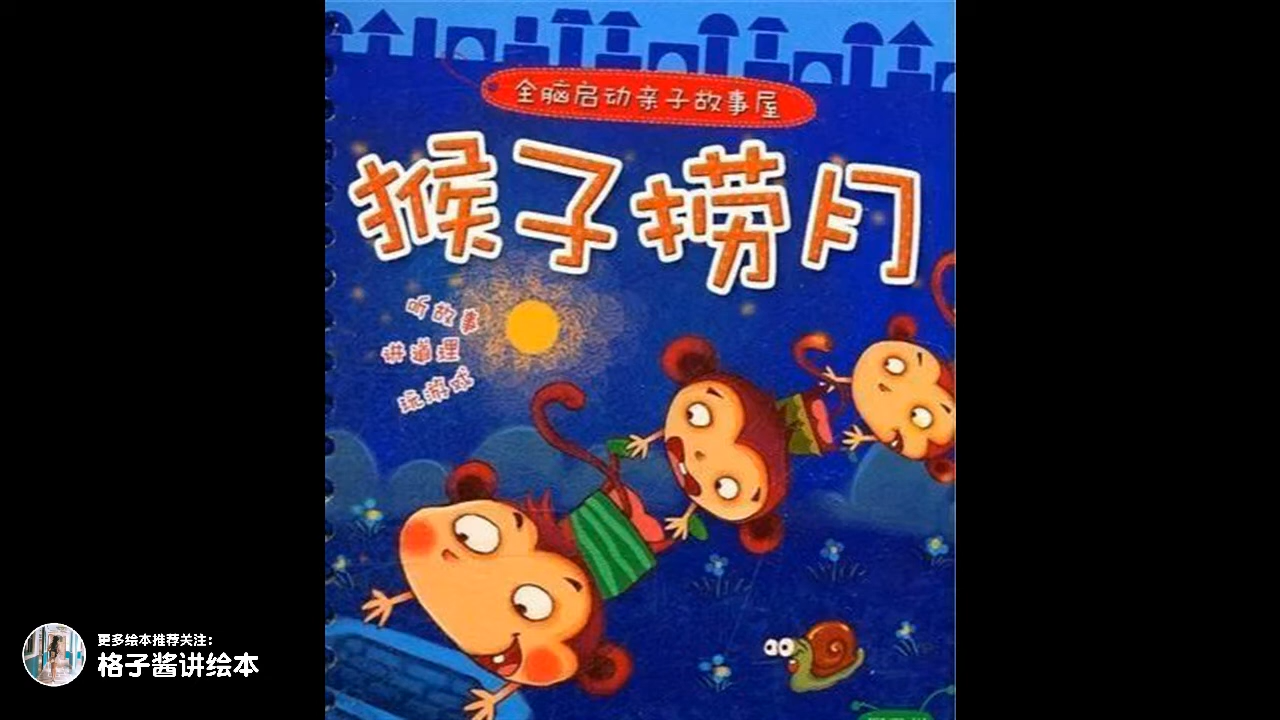 全脑启动亲子故事屋
猴子捞月
听故事
讲道理
玩游戏
更多绘本推荐关注：
格子酱讲绘本